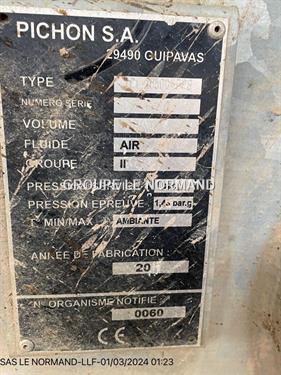 PICHON S.A.
29490 GUIPAVAS
TYPE
NUMERO SERIE
VOLUME
FLUIDE AIR
GROUPE II
GROUPE LE NORMAND
PRESSION EPREUVE bar.g
T° MIN/MAX AMBIANTE
ANNEE DE FABRICATION :
20
N° ORGANISME NOTIFIE
0060
CE
SAS LE NORMAND-LLF-01/03/2024 01:23